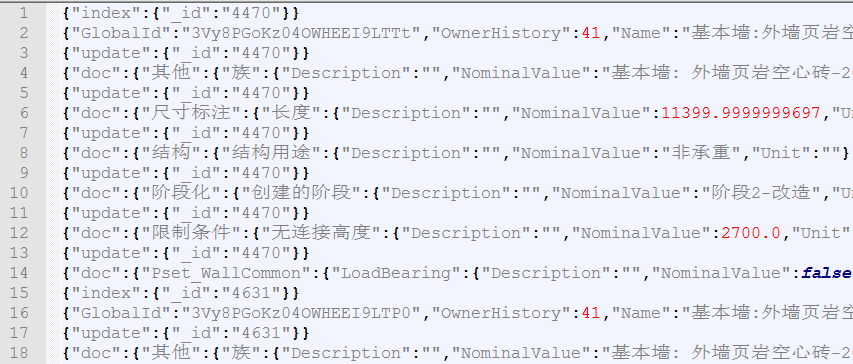 1 {"index":{"_id":"4470"}}
2 {"GlobalId":"3Vy8PGoKz04OWHEEI9LTTt","OwnerHistory":41,"Name":"基本墙:外墙页岩空
3 {"update":{"_id":"4470"}}
4 {"doc":{"其他":{"族":{"Description":"","NominalValue":"基本墙: 外墙页岩空心砖-20
5 {"update":{"_id":"4470"}}
6 {"doc":{"尺寸标注":{"长度":{"Description":"","NominalValue":11399.9999999697,"Un
7 {"update":{"_id":"4470"}}
8 {"doc":{"结构":{"结构用途":{"Description":"","NominalValue":"非承重","Unit":""}
9 {"update":{"_id":"4470"}}
10 {"doc":{"阶段化":{"创建的阶段":{"Description":"","NominalValue":"阶段2-改造","U
11 {"update":{"_id":"4470"}}
12 {"doc":{"限制条件":{"无连接高度":{"Description":"","NominalValue":2700.0,"Unit"
13 {"update":{"_id":"4470"}}
14 {"doc":{"Pset_WallCommon":{"LoadBearing":{"Description":"","NominalValue":false
15 {"index":{"_id":"4631"}}
16 {"GlobalId":"3Vy8PGoKz04OWHEEI9LTP0","OwnerHistory":41,"Name":"基本墙:外墙页岩空
17 {"update":{"_id":"4631"}}
18 {"doc":{"其他":{"族":{"Description":"","NominalValue":"基本墙: 外墙页岩空心砖-20